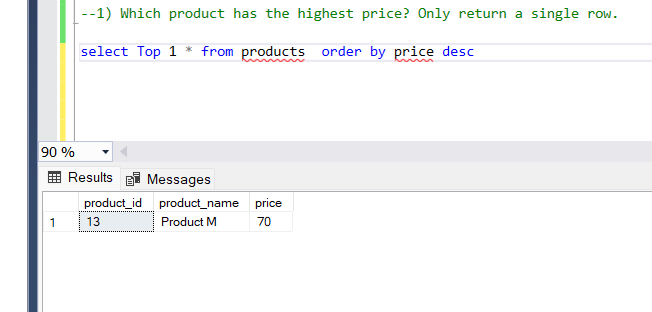 --1) Which product has the highest price? Only return a single row.
select Top 1 * from products  order by price desc
90 %
Results Messages
product_id product_name price
1 13 Product M 70